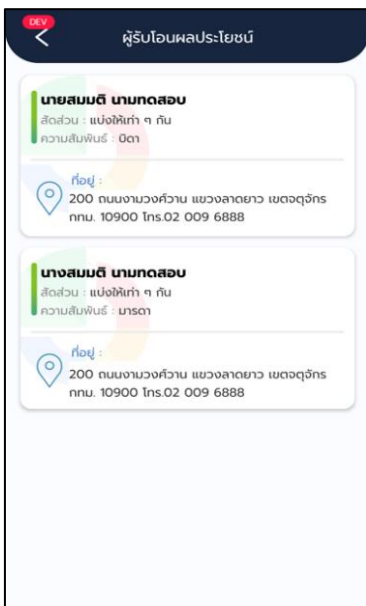 DEV
ผู้รับโอนผลประโยชน์
นายสมมติ นามทดสอบ
สัดส่วน : แบ่งให้เท่า ๆ กัน
ความสัมพันธ์ : บิดา
ที่อยู่ :
200 ถนนงามวงศ์วาน แขวงลาดยาว เขตจตุจักร
กทม. 10900 โทร.02 009 6888
นางสมมติ นามทดสอบ
สัดส่วน : แบ่งให้เท่า ๆ กัน
ความสัมพันธ์ : มารดา
ที่อยู่ :
200 ถนนงามวงศ์วาน แขวงลาดยาว เขตจตุจักร
กทม. 10900 โทร.02 009 6888